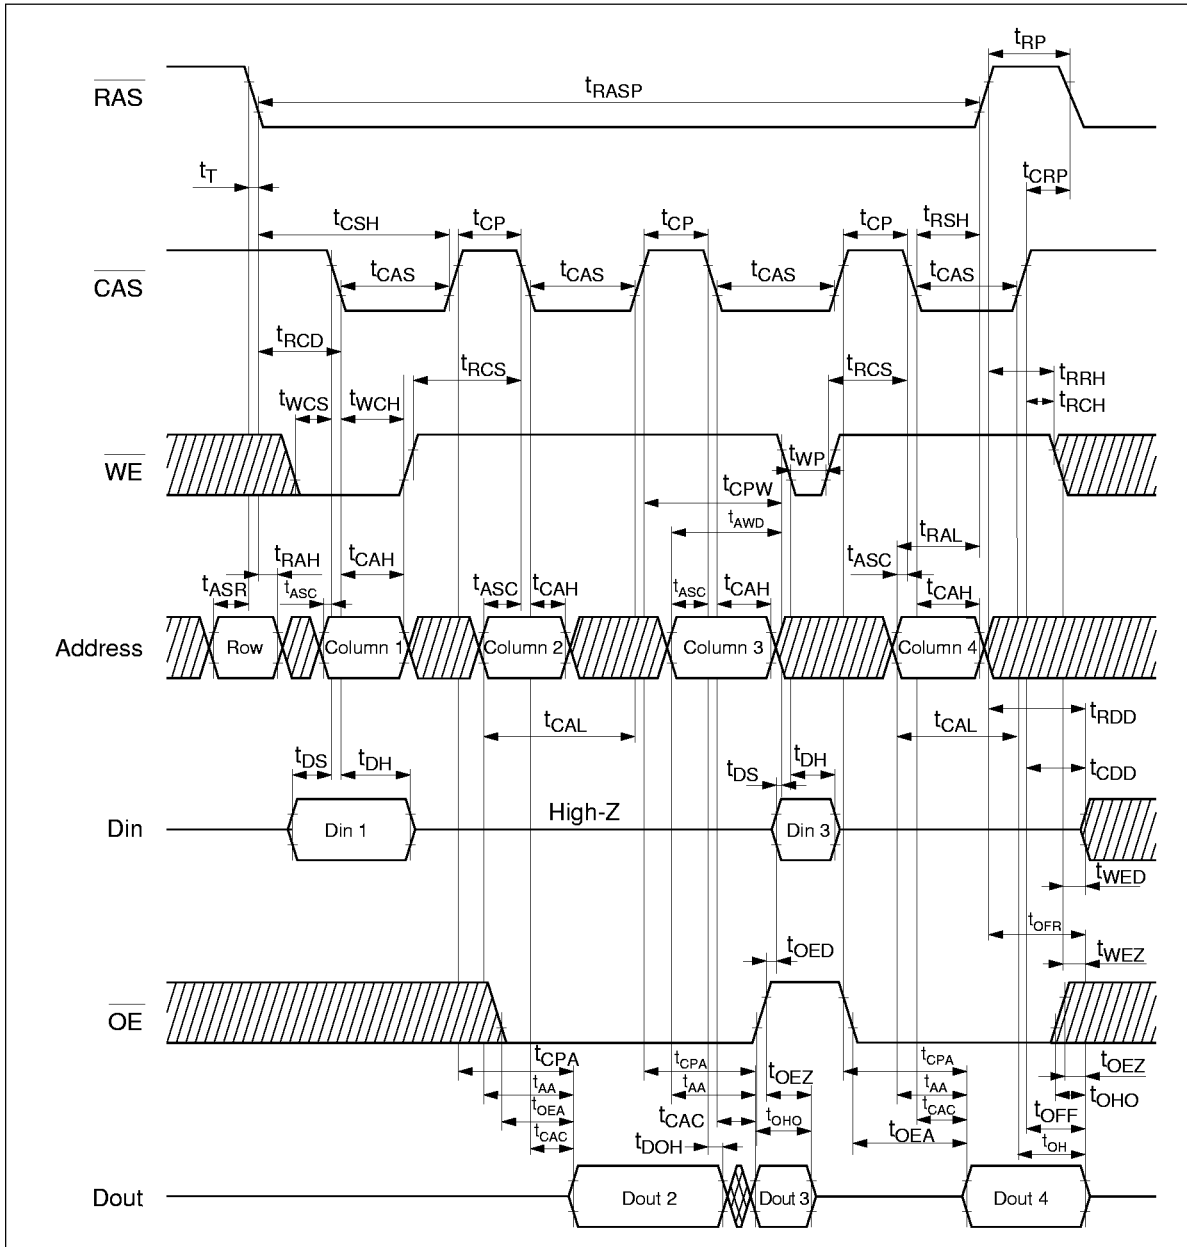 tRP
RAS
tRASP
tT
tCRP
tCSH
tCP
tCP
tCP
tRSH
CAS
tCAS
tCAS
tCAS
tCAS
tRCD
tRCS
tRCS
tRRH
tWCS
tWCH
tRCH
WE
tWP
tCPW
tAWD
tRAL
tRAH
tCAH
tASC
tASR
tASC
tASC
tCAH
tASC
tCAH
tCAH
Address
Row
Column 1
Column 2
Column 3
Column 4
tRDD
tCAL
tCAL
tDS
tDH
tDS
tDH
tCDD
High-Z
Din
Din 1
Din 3
tWED
tOFR
tOED
tWEZ
OE
tCPA
tCPA
tCPA
tOEZ
tAA
tAA
tOEZ
tAA
tOHO
tOEA
tCAC
tOHO
tCAC
tOFF
tCAC
tDOH
tOEA
tOH
Dout
Dout 2
Dout 3
Dout 4